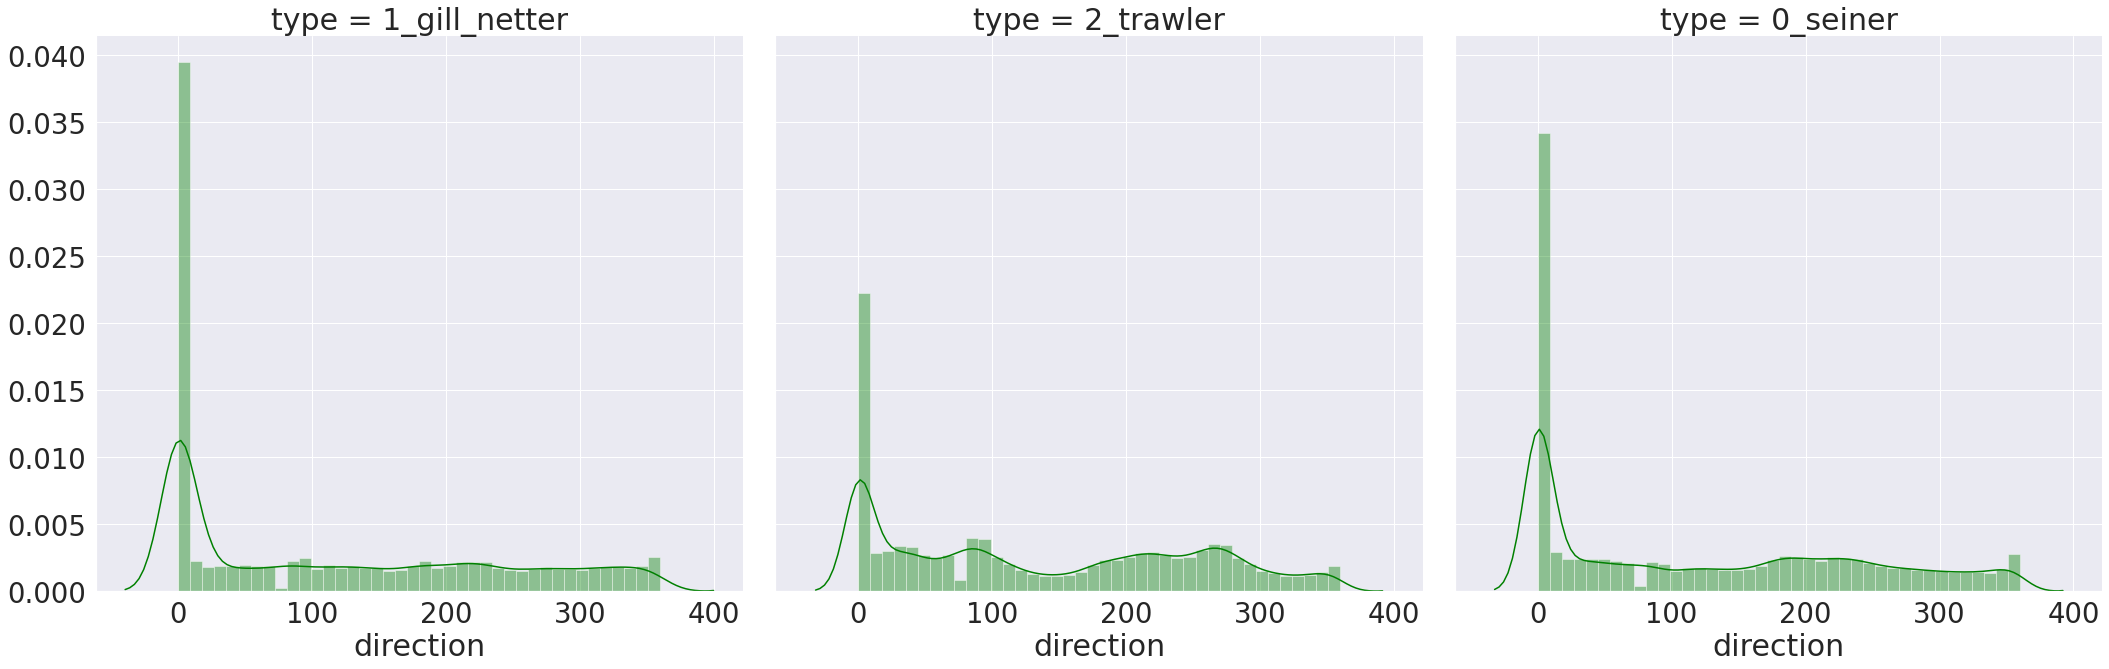 type = 1_gill_netter
type = 2_trawler
type = 0_seiner
0.040
0.035
0.030
0.025
0.020
0.015
0.010
0.005
0.000
0 100 200 300 400
0 100 200 300 400
0 100 200 300 400
direction
direction
direction